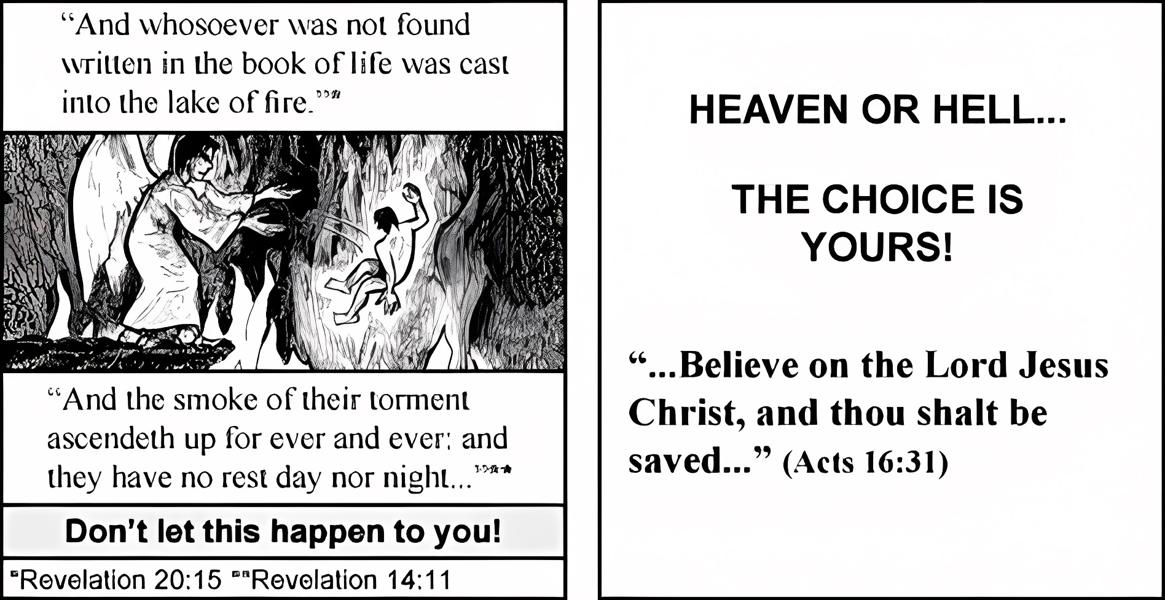 “And whosoever was not found
written in the book of life was cast
into the lake of fire.”*
“And the smoke of their torment
ascendeth up for ever and ever: and
they have no rest day nor night...”**
Don’t let this happen to you!
*Revelation 20:15 **Revelation 14:11
HEAVEN OR HELL...
THE CHOICE IS
YOURS!
“...Believe on the Lord Jesus
Christ, and thou shalt be
saved...” (Acts 16:31)